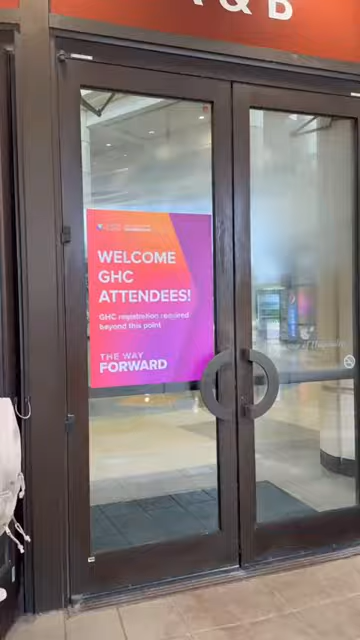 & B
WELCOME
GHC
ATTENDEES!
GHC registration required
beyond this point
THE WAY
FORWARD